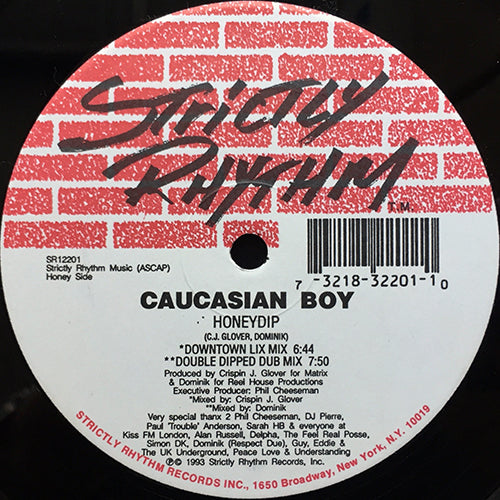 STRICTLY
RHYTHM
T.M.
SR12201
Strictly Rhythm Music (ASCAP)
Honey Side
7 -3218-32201-1 0
CAUCASIAN BOY
HONEYDIP
(C.J. GLOVER, DOMINIK)
*DOWNTOWN LIX MIX 6:44
**DOUBLE DIPPED DUB MIX 7:50
Produced by Crispin J. Glover for Matrix
& Dominik for Reel House Productions
Executive Producer: Phil Cheeseman
*Mixed by: Crispin J. Glover
**Mixed by: Dominik
Very special thanx 2 Phil Cheeseman, DJ Pierre,
Paul 'Trouble' Anderson, Sarah HB & everyone at
Kiss FM London, Alan Russell, Delpha, The Feel Real Posse,
Simon DK, Dominik (Respect Due), Guy, Eddie &
The UK Underground, Peace Love & Understanding
℗ © 1993 Strictly Rhythm Records Inc.
STRICTLY RHYTHM RECORDS INC., 1650 Broadway, New York, N.Y. 10019